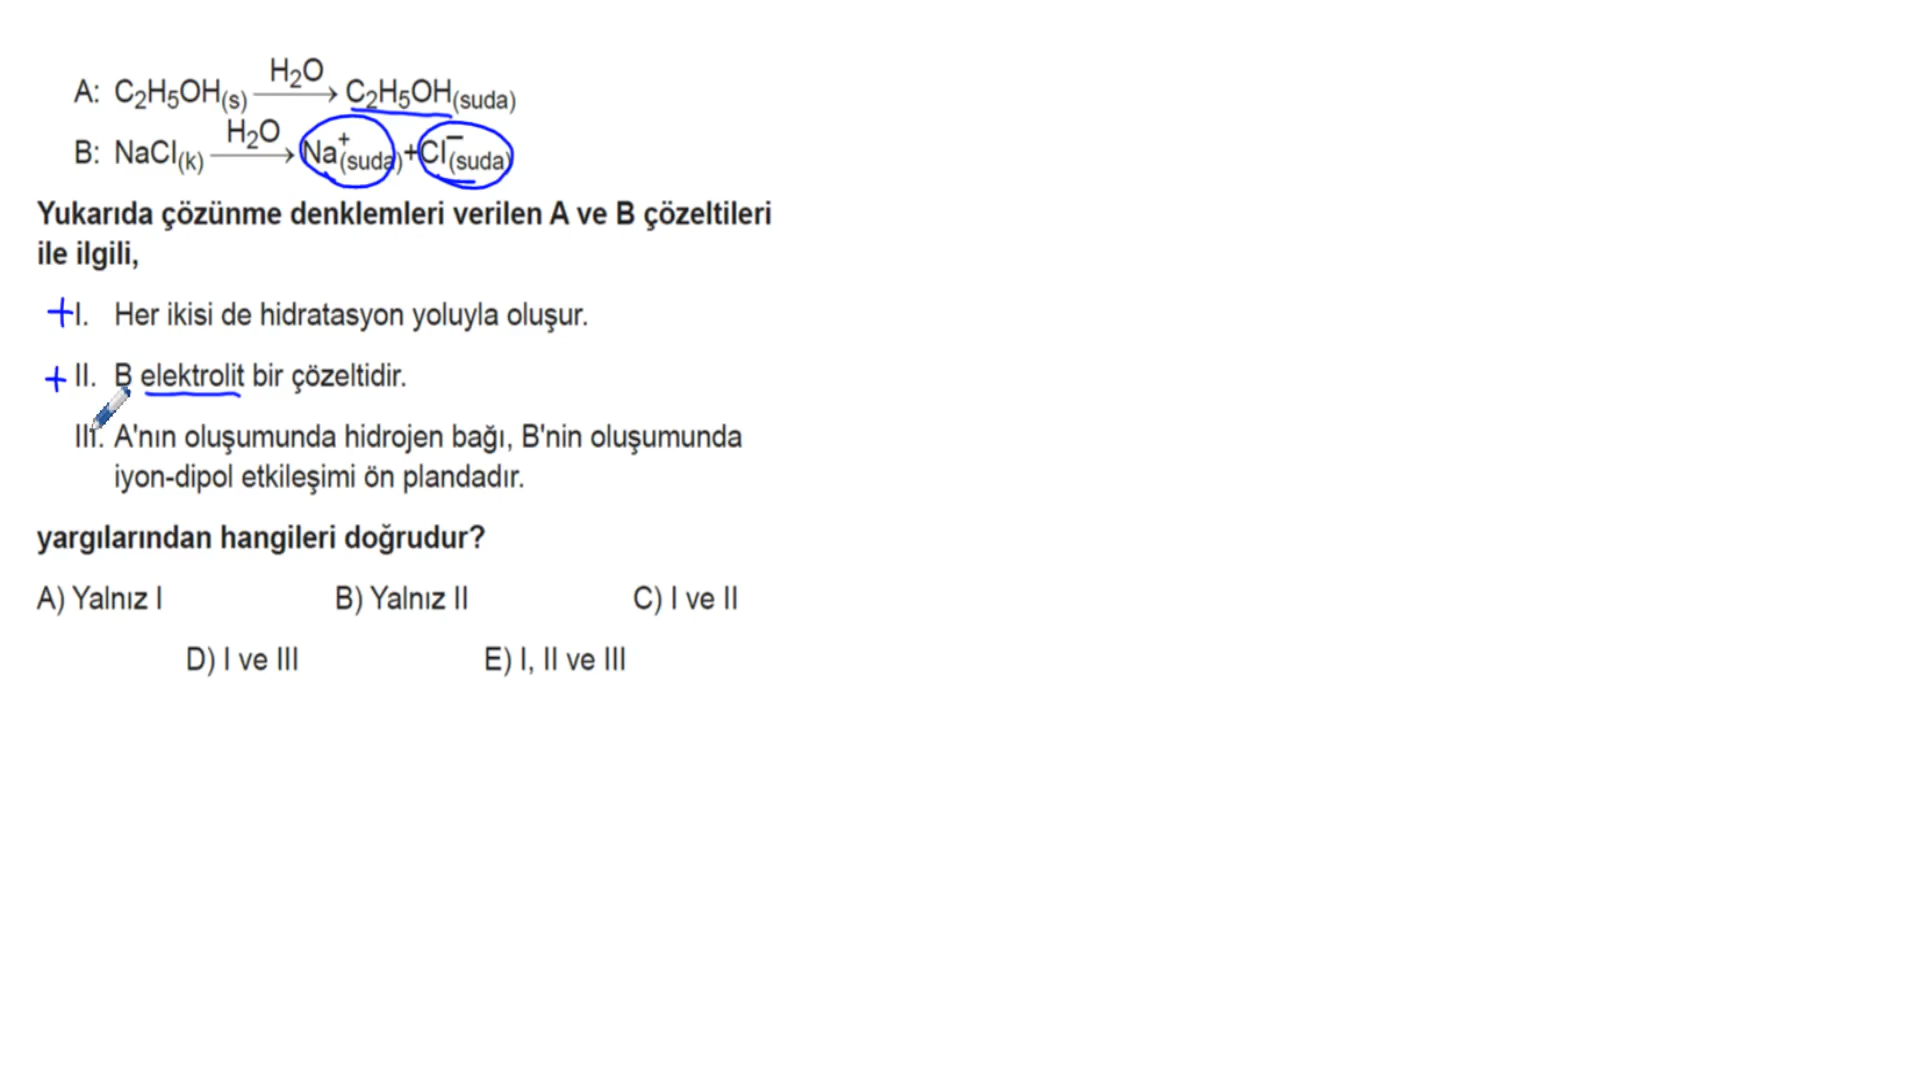 A: C₂H₅OH(s) —H₂O→ C₂H₅OH(suda)
B: NaCl(k) —H₂O→ Na⁺(suda) + Cl⁻(suda)
Yukarıda çözünme denklemleri verilen A ve B çözeltileri
ile ilgili,
+ I. Her ikisi de hidratasyon yoluyla oluşur.
+ II. B elektrolit bir çözeltidir.
III. A'nın oluşumunda hidrojen bağı, B'nin oluşumunda
iyon-dipol etkileşimi ön plandadır.
yargılarından hangileri doğrudur?
A) Yalnız I B) Yalnız II C) I ve II
D) I ve III E) I, II ve III